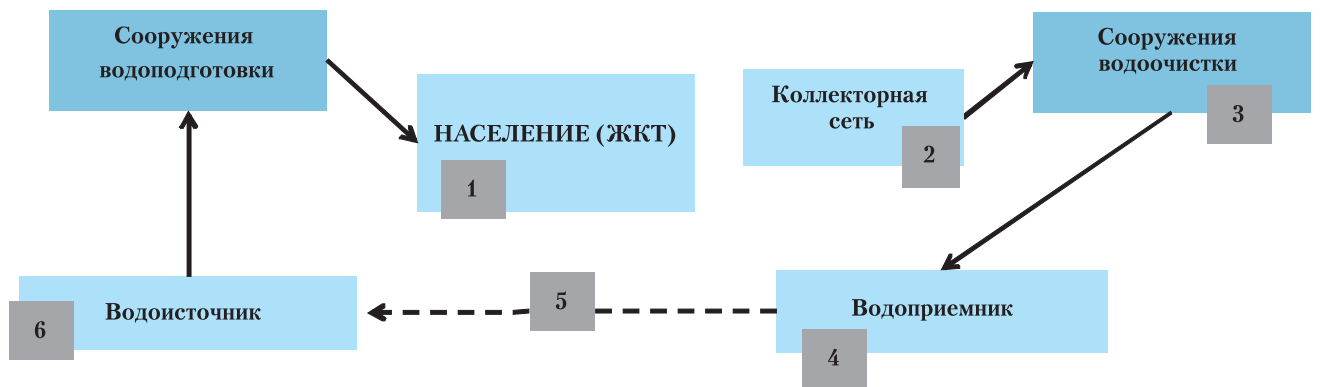 Сооружения
водоподготовки
НАСЕЛЕНИЕ (ЖКТ)
1
Коллекторная
сеть
2
Сооружения
водоочистки
3
Водоисточник
6
5
Водоприемник
4